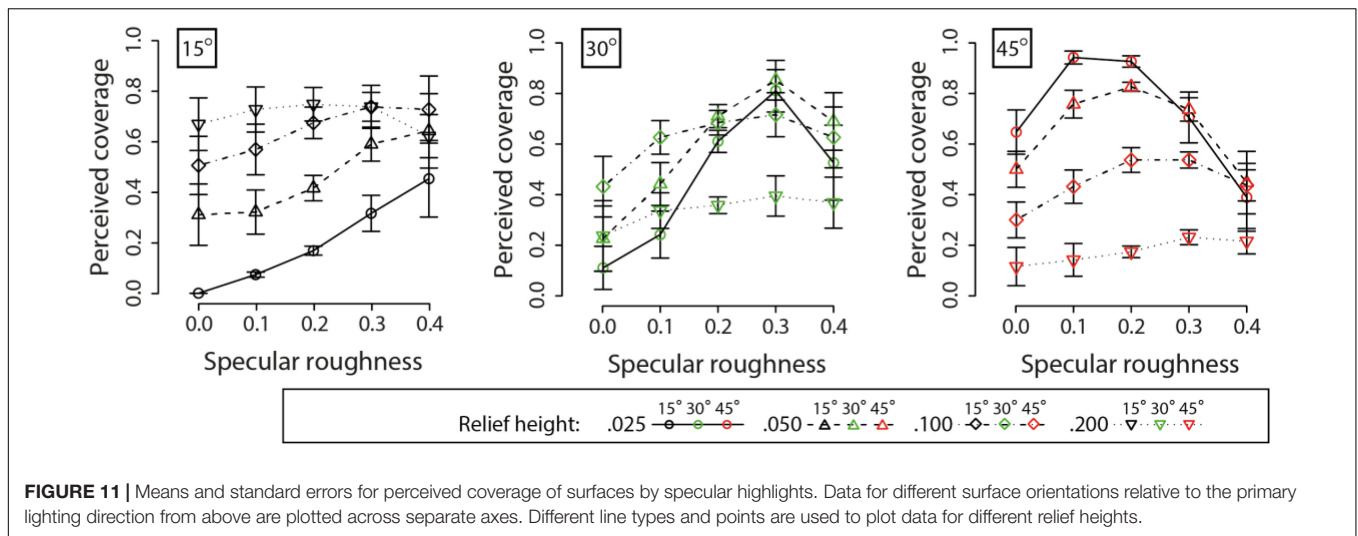 15°
30°
45°
Perceived coverage
0.0 0.2 0.4 0.6 0.8 1.0
0.0 0.1 0.2 0.3 0.4
Specular roughness
Perceived coverage
0.0 0.2 0.4 0.6 0.8 1.0
0.0 0.1 0.2 0.3 0.4
Specular roughness
Perceived coverage
0.0 0.2 0.4 0.6 0.8 1.0
0.0 0.1 0.2 0.3 0.4
Specular roughness
15° 30° 45° 15° 30° 45° 15° 30° 45° 15° 30° 45°
Relief height: .025 .050 .100 .200
FIGURE 11 | Means and standard errors for perceived coverage of surfaces by specular highlights. Data for different surface orientations relative to the primary
lighting direction from above are plotted across separate axes. Different line types and points are used to plot data for different relief heights.